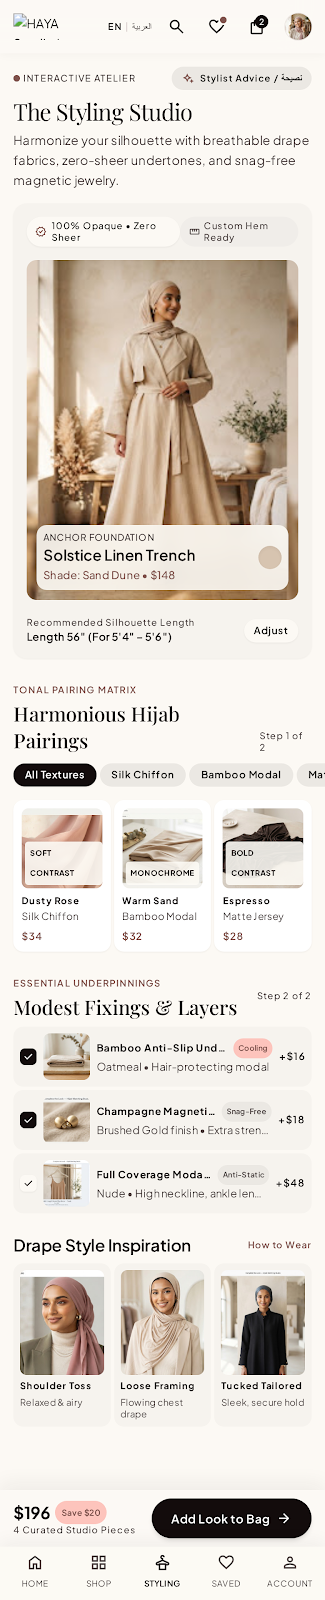 HAYA
EN | العربية
2
INTERACTIVE ATELIER
Stylist Advice / نصيحة
The Styling Studio
Harmonize your silhouette with breathable drape
fabrics, zero-sheer undertones, and snag-free
magnetic jewelry.
100% Opaque • Zero
Sheer
Custom Hem
Ready
ANCHOR FOUNDATION
Solstice Linen Trench
Shade: Sand Dune • $148
Recommended Silhouette Length
Length 56" (For 5'4" – 5'6")
Adjust
TONAL PAIRING MATRIX
Harmonious Hijab
Pairings
Step 1 of
2
All Textures
Silk Chiffon
Bamboo Modal
Mat
SOFT
CONTRAST
Dusty Rose
Silk Chiffon
$34
MONOCHROME
Warm Sand
Bamboo Modal
$32
BOLD
CONTRAST
Espresso
Matte Jersey
$28
ESSENTIAL UNDERPINNINGS
Modest Fixings & Layers
Step 2 of 2
Bamboo Anti-Slip Und... Cooling +$16
Oatmeal • Hair-protecting modal
Champagne Magneti... Snag-Free +$18
Brushed Gold finish • Extra stren...
Full Coverage Moda... Anti-Static +$48
Nude • High neckline, ankle len...
Drape Style Inspiration
How to Wear
Shoulder Toss
Relaxed & airy
Loose Framing
Flowing chest
drape
Tucked Tailored
Sleek, secure hold
$196 Save $20
4 Curated Studio Pieces
Add Look to Bag →
HOME
SHOP
STYLING
SAVED
ACCOUNT